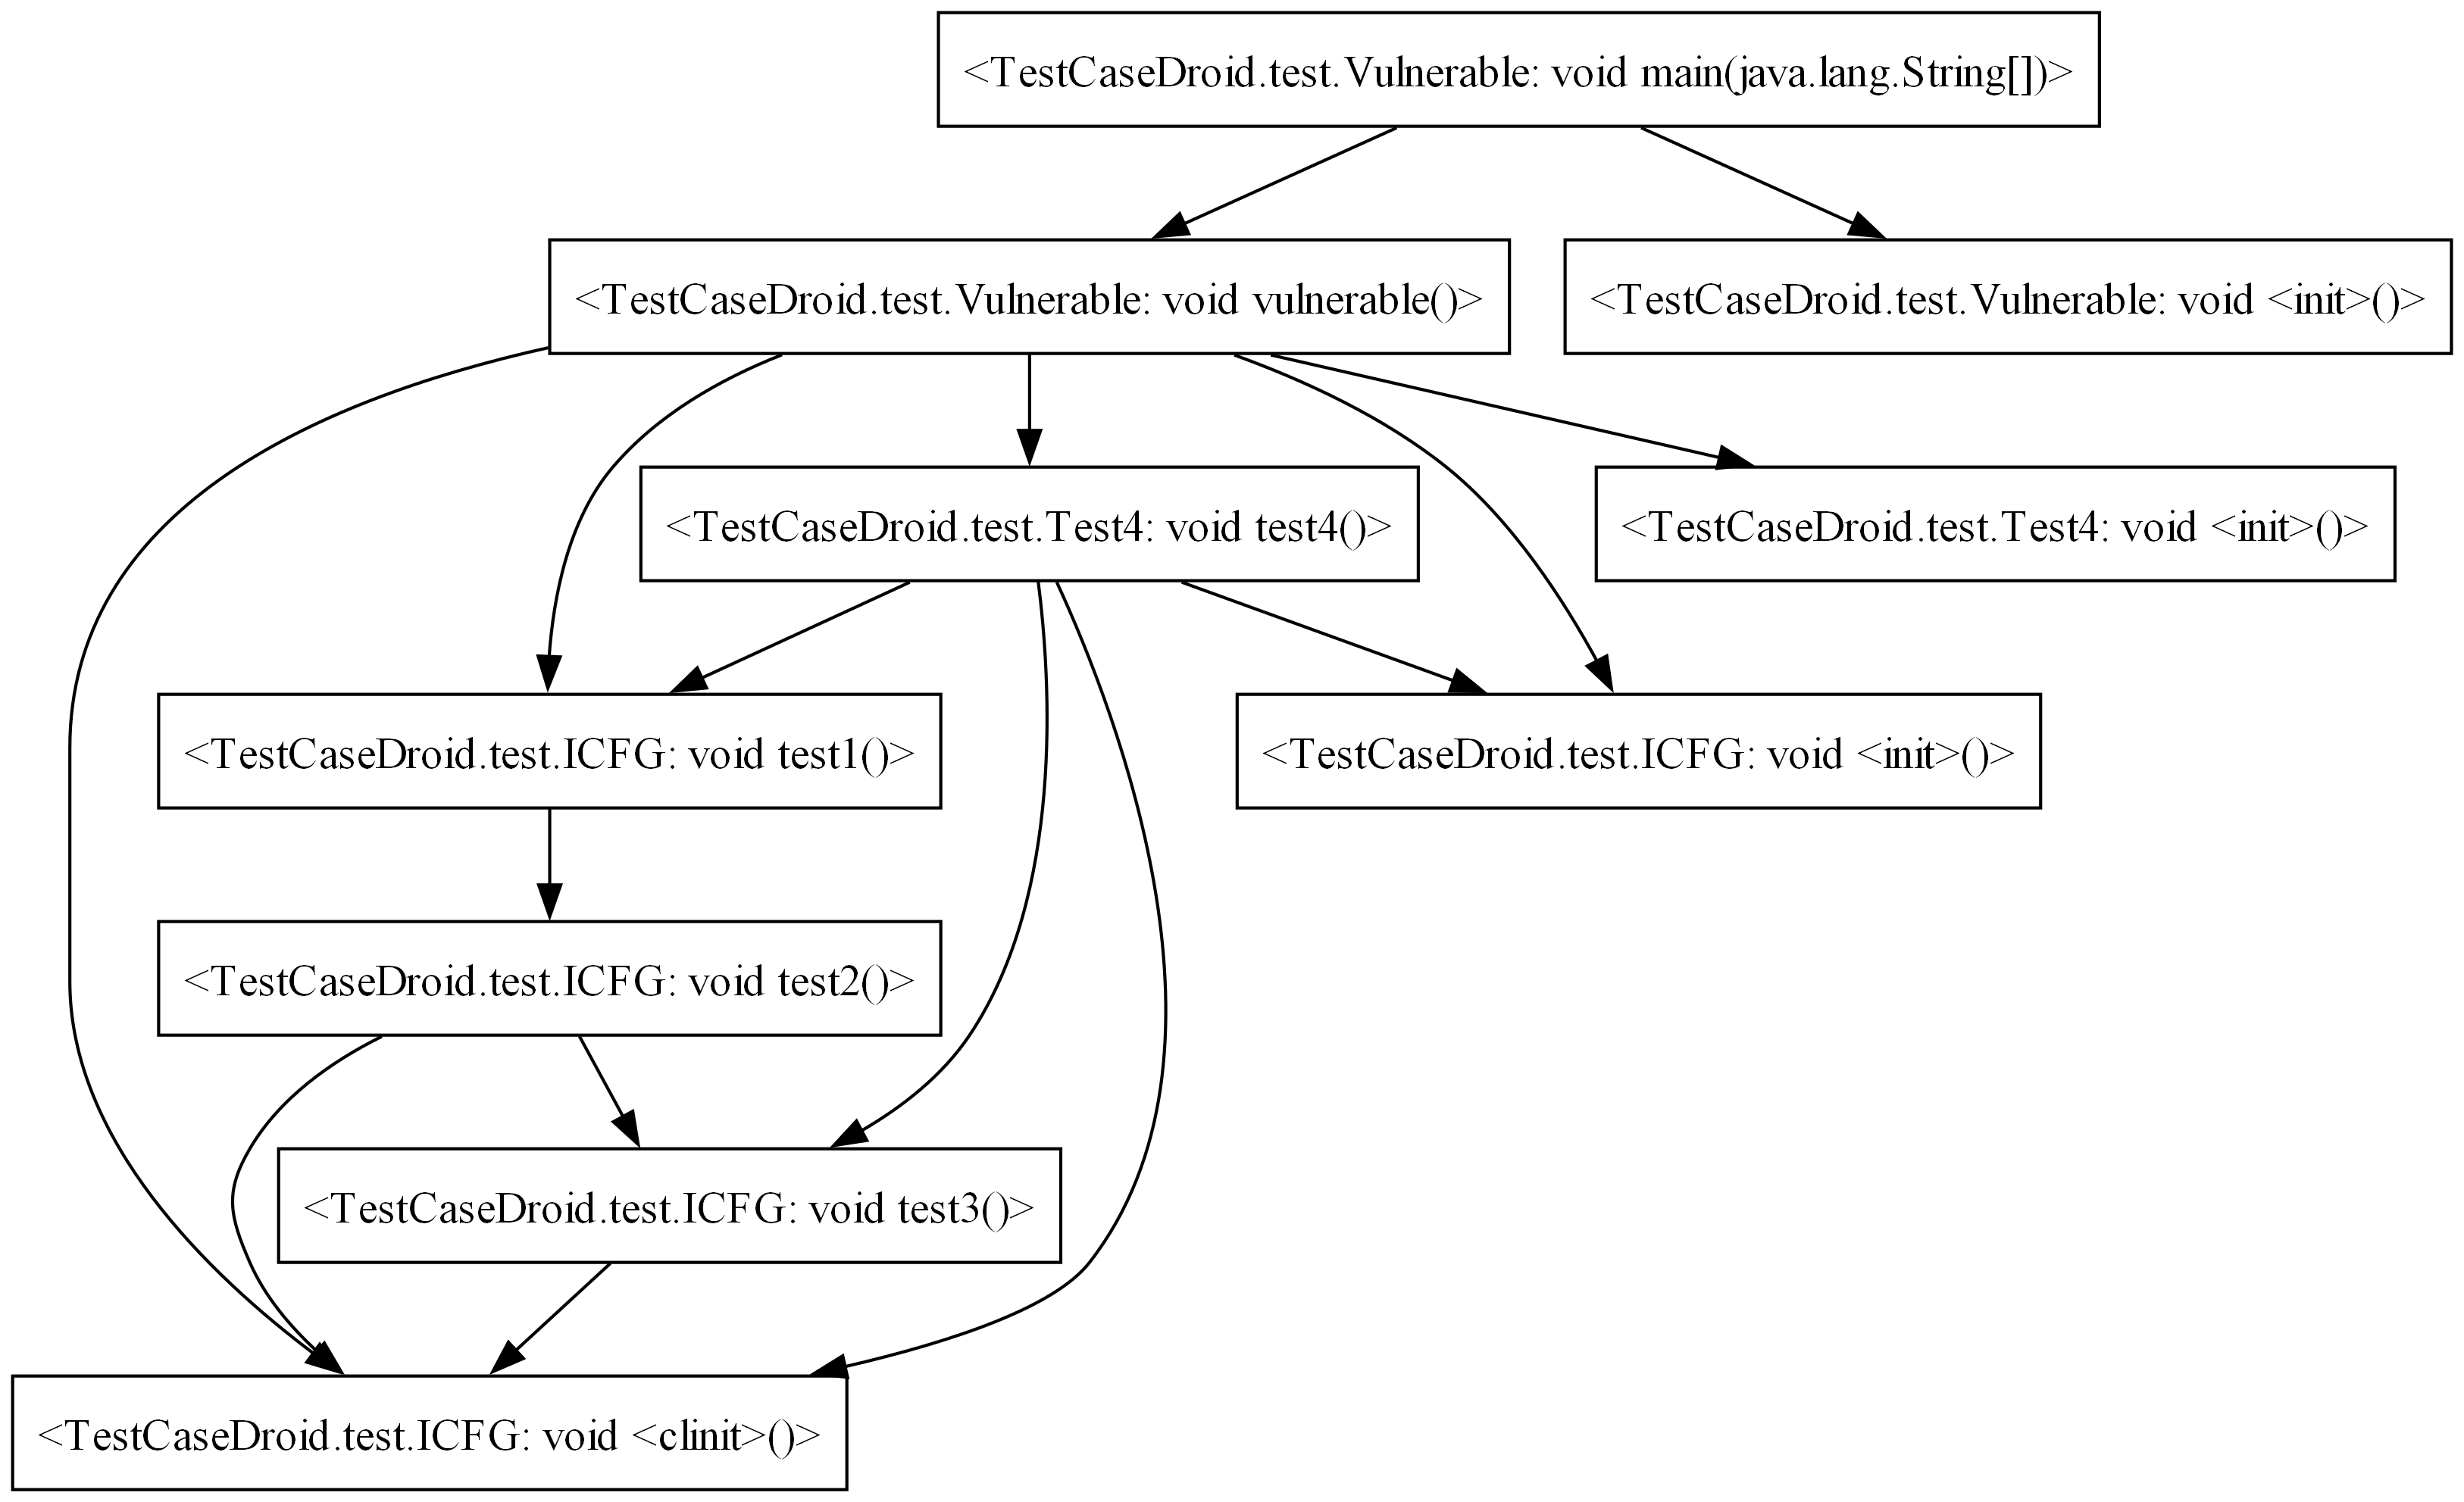 <TestCaseDroid.test.Vulnerable: void main(java.lang.String[])>
<TestCaseDroid.test.Vulnerable: void vulnerable()>
<TestCaseDroid.test.Vulnerable: void <init>()>
<TestCaseDroid.test.Test4: void test4()>
<TestCaseDroid.test.Test4: void <init>()>
<TestCaseDroid.test.ICFG: void test1()>
<TestCaseDroid.test.ICFG: void <init>()>
<TestCaseDroid.test.ICFG: void test2()>
<TestCaseDroid.test.ICFG: void test3()>
<TestCaseDroid.test.ICFG: void <clinit>()>